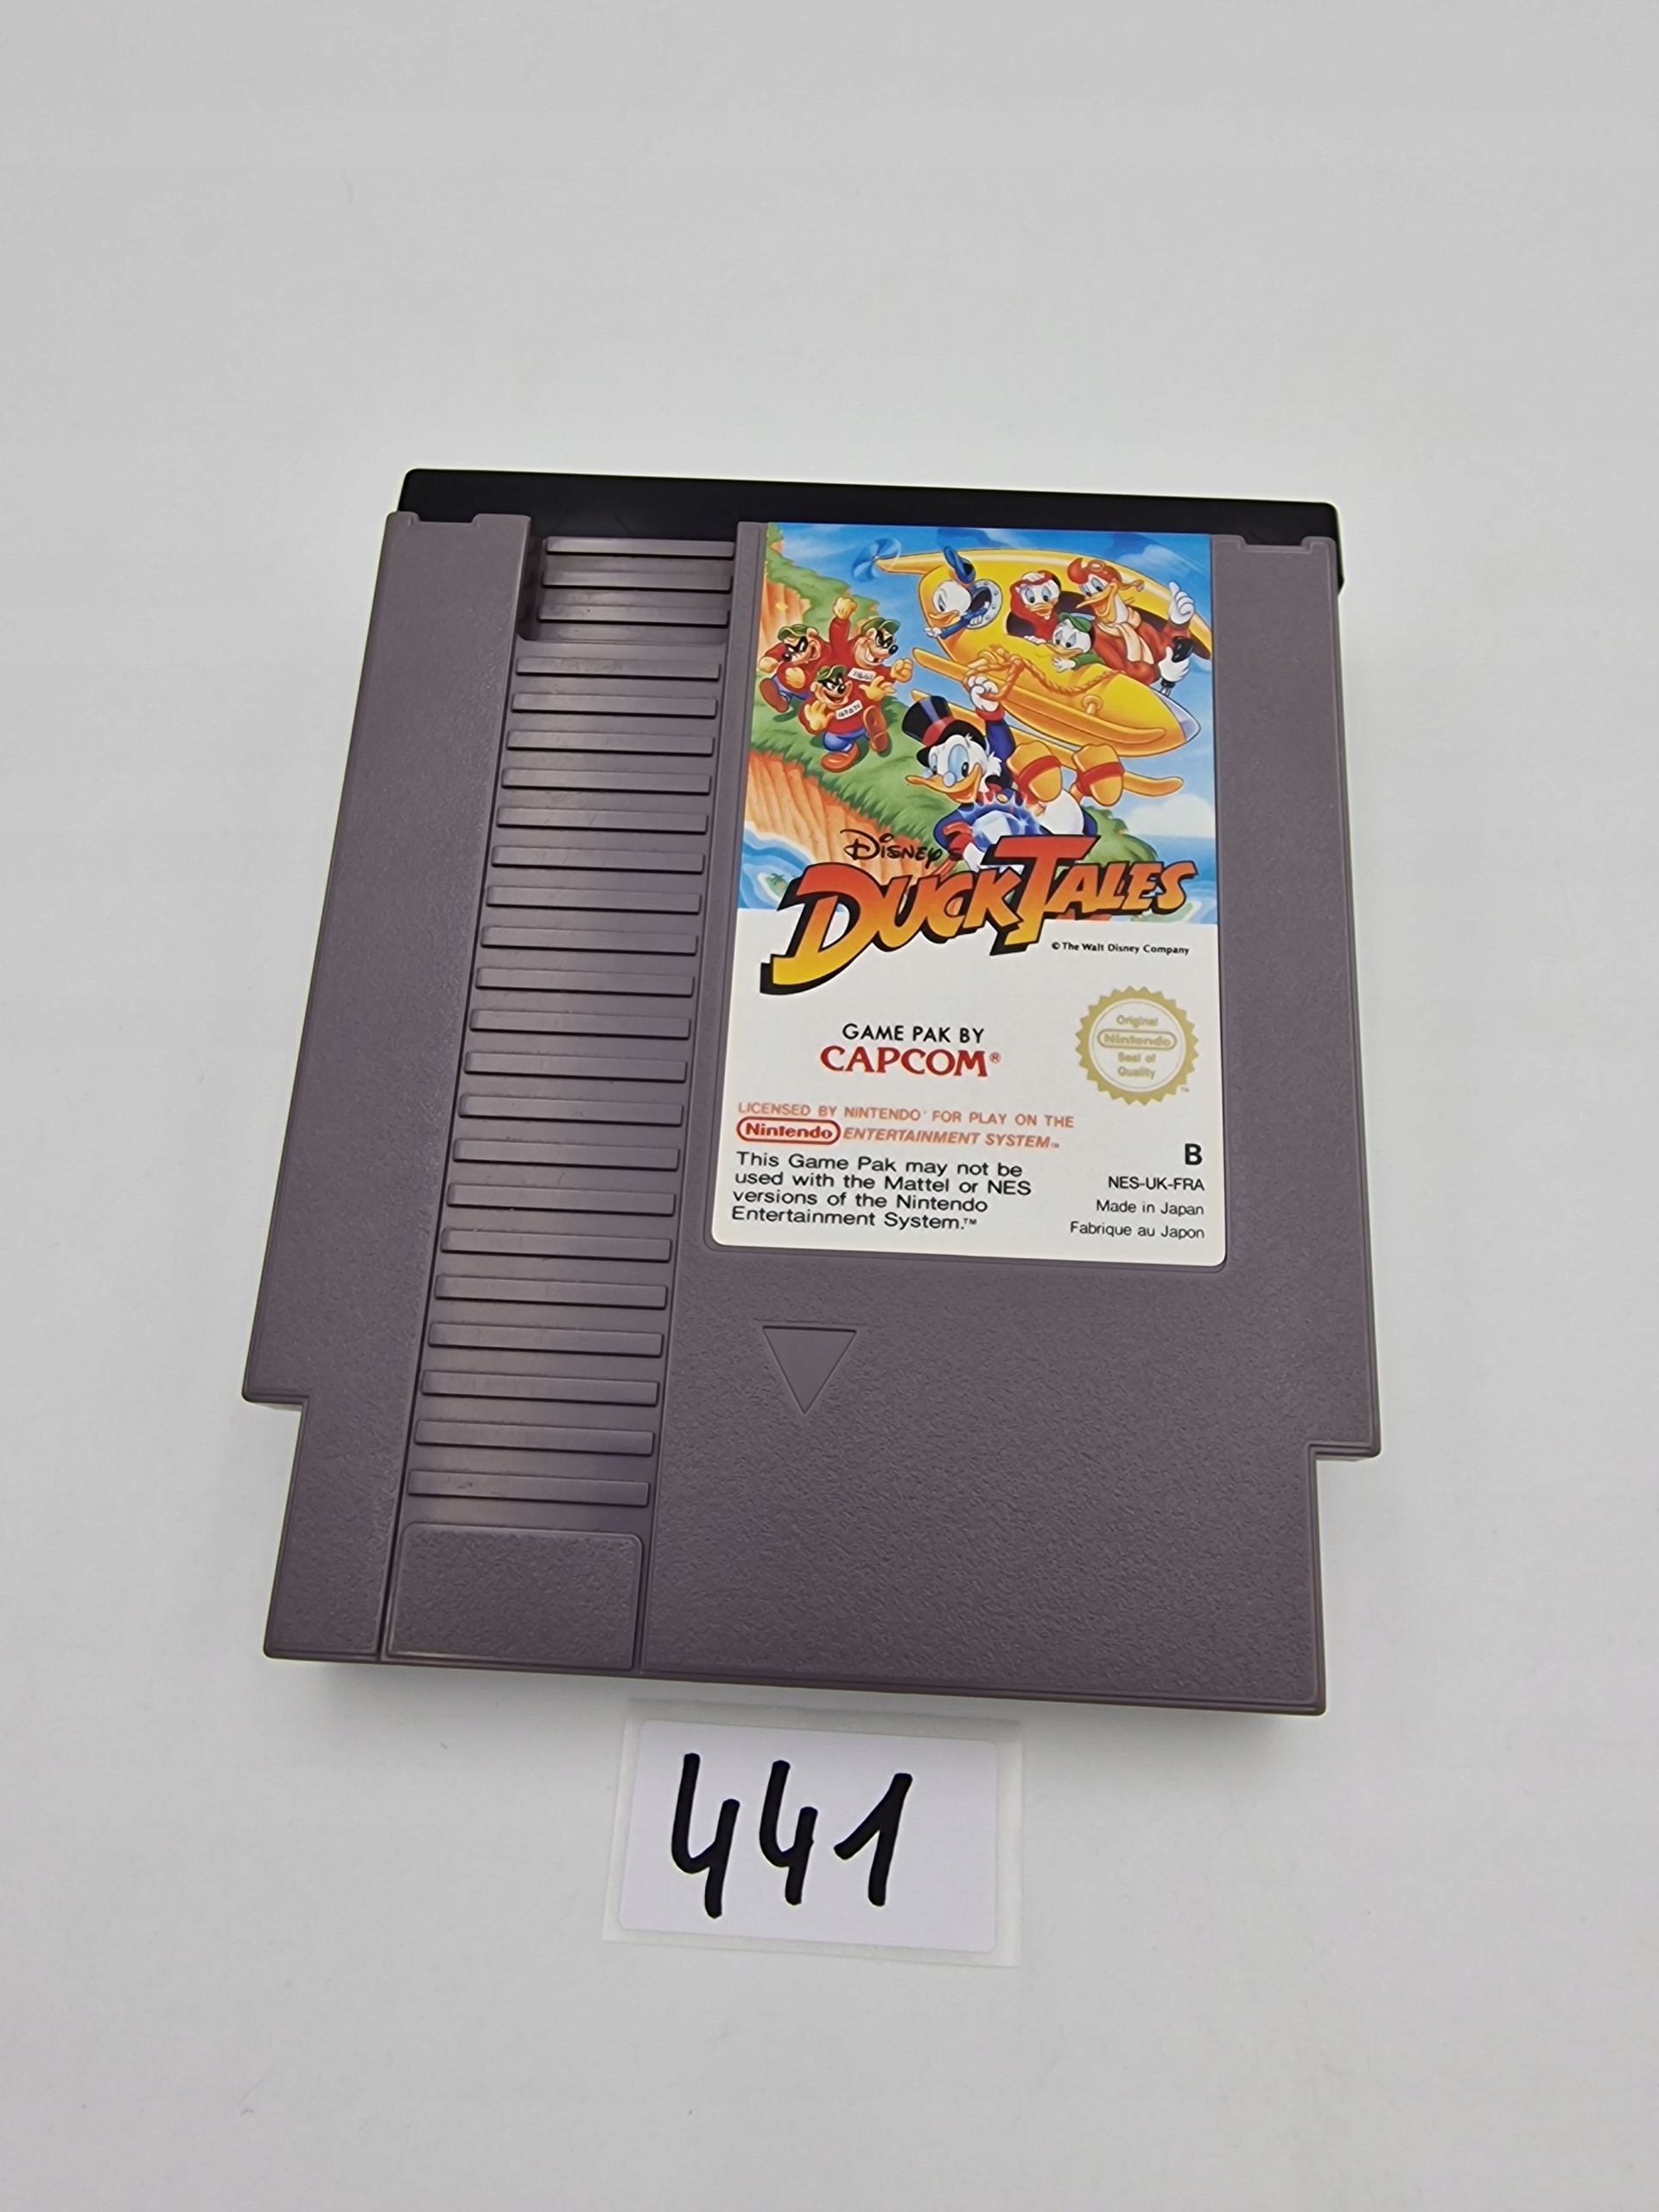 Disney's
DUCKTALES
© The Walt Disney Company
GAME PAK BY
CAPCOM®
Original
Nintendo
Seal of
Quality
TM
LICENSED BY NINTENDO® FOR PLAY ON THE
Nintendo ENTERTAINMENT SYSTEM™
This Game Pak may not be
used with the Mattel or NES
versions of the Nintendo
Entertainment System.™
B
NES-UK-FRA
Made in Japan
Fabrique au Japon
441